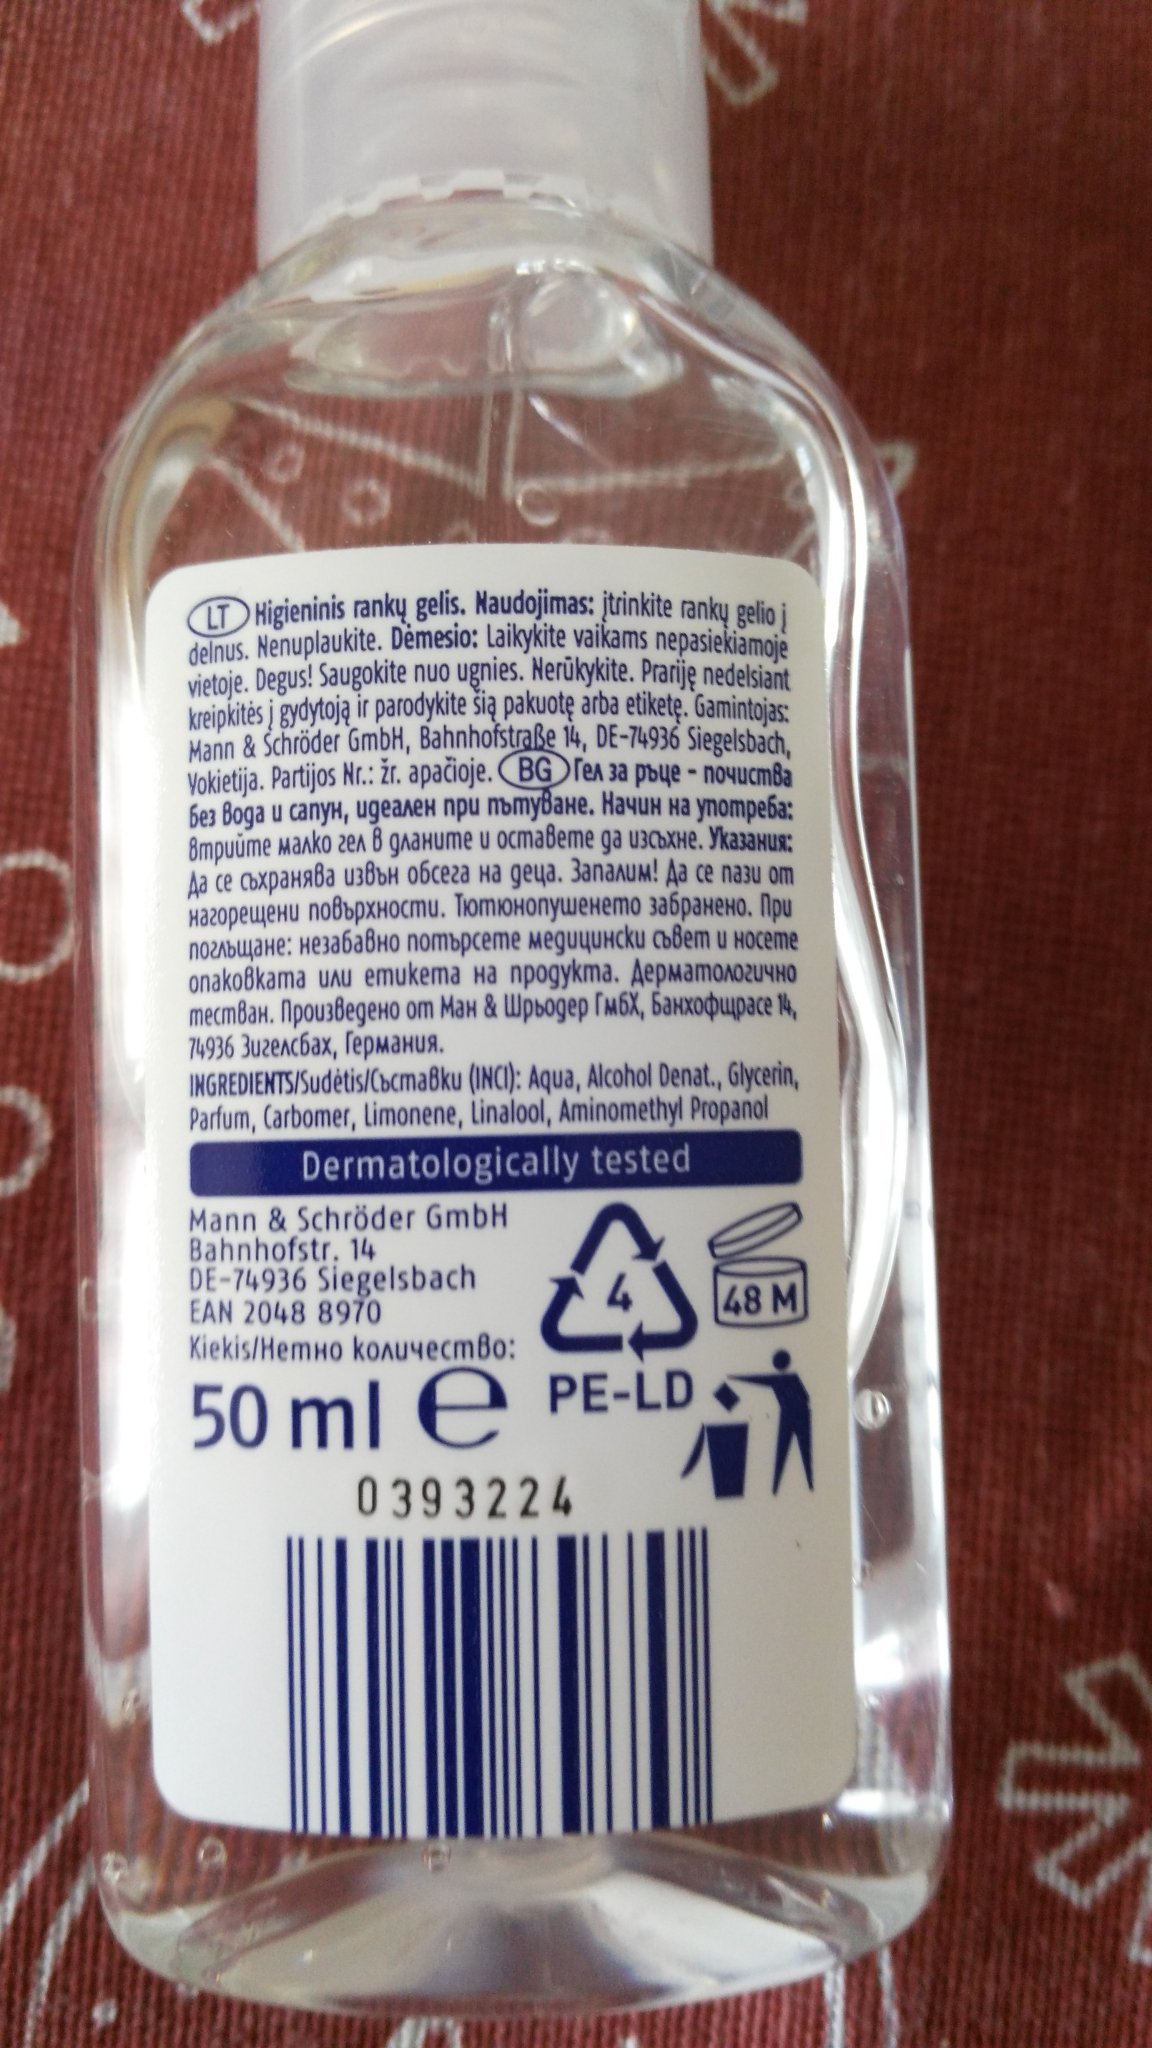 LT Higieninis rankų gelis. Naudojimas: įtrinkite rankų gelio į
delnus. Nenuplaukite. Dėmesio: Laikykite vaikams nepasiekiamoje
vietoje. Degus! Saugokite nuo ugnies. Nerūkykite. Prariję nedelsiant
kreipkitės į gydytoją ir parodykite šią pakuotę arba etiketę. Gamintojas:
Mann & Schröder GmbH, Bahnhofstraße 14, DE-74936 Siegelsbach,
Vokietija. Partijos Nr.: žr. apačioje. BG Гел за ръце - почиства
без вода и сапун, идеален при пътуване. Начин на употреба:
втрийте малко гел в дланите и оставете да изсъхне. Указания:
Да се съхранява извън обсега на деца. Запалим! Да се пази от
нагорещени повърхности. Тютюнопушенето забранено. При
поглъщане: незабавно потърсете медицински съвет и носете
опаковката или етикета на продукта. Дерматологично
тестван. Произведено от Ман & Шрьодер ГмбХ, Банхофщрасе 14,
74936 Зигелсбах, Германия.
INGREDIENTS/Sudėtis/Съставки (INCI): Aqua, Alcohol Denat., Glycerin,
Parfum, Carbomer, Limonene, Linalool, Aminomethyl Propanol
Dermatologically tested
Mann & Schröder GmbH
Bahnhofstr. 14
DE-74936 Siegelsbach
EAN 2048 8970
Kiekis/Нетно количество:
50 ml e
4
PE-LD
48 M
0393224